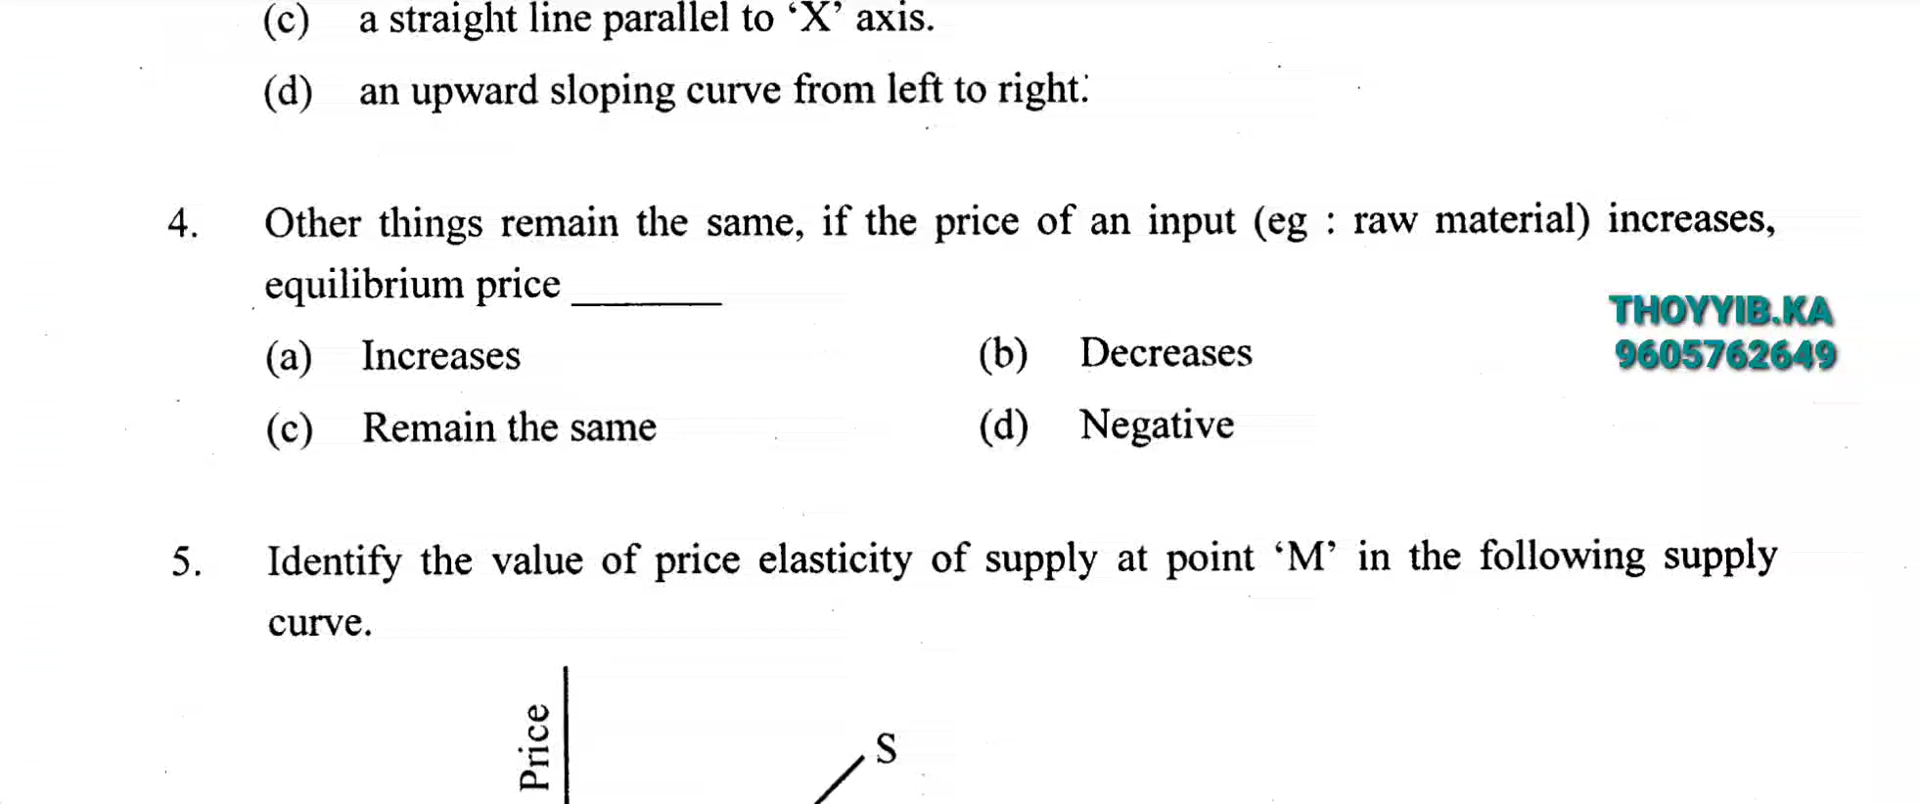 (c) a straight line parallel to ‘X’ axis.
(d) an upward sloping curve from left to right.
4. Other things remain the same, if the price of an input (eg : raw material) increases,
equilibrium price ______
THOYYIB.KA
9605762649
(a) Increases (b) Decreases
(c) Remain the same (d) Negative
5. Identify the value of price elasticity of supply at point ‘M’ in the following supply
curve.
Price
S